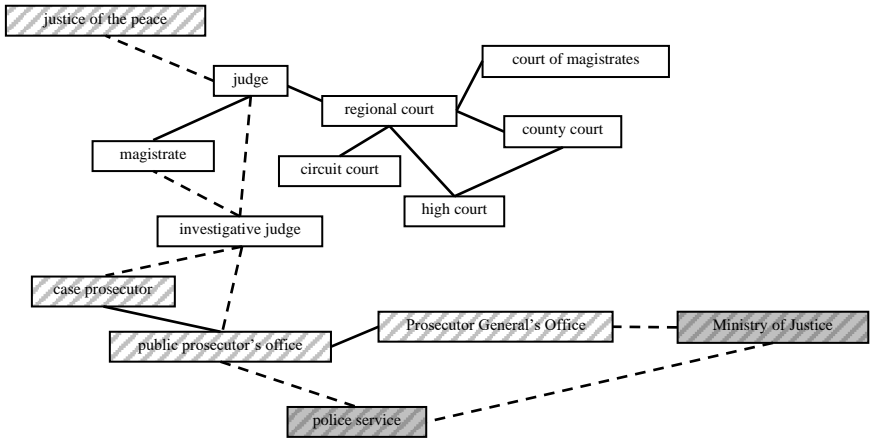 justice of the peace
judge
court of magistrates
regional court
county court
magistrate
circuit court
high court
investigative judge
case prosecutor
Prosecutor General’s Office
Ministry of Justice
public prosecutor’s office
police service